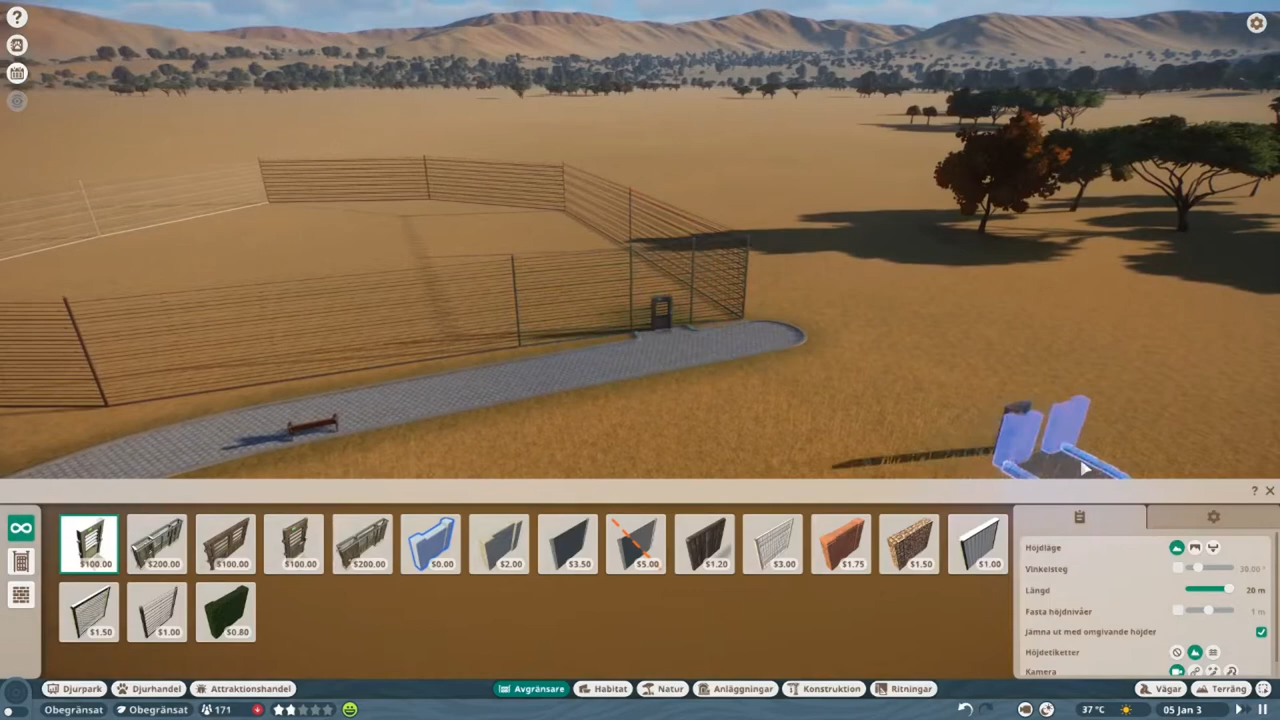 ?
? ✕
$100.00 $200.00 $100.00 $100.00 $200.00 $0.00 $2.00 $3.50 $5.00 $1.20 $3.00 $1.75 $1.50 $1.00
$1.50 $1.00 $0.80
Höjdläge
Vinkelsteg 30.00°
Längd 20 m
Fasta höjdnivåer 1 m
Jämna ut med omgivande höjder
Höjdetiketter
Kamera
Djurpark Djurhandel Attraktionshandel Avgränsare Habitat Natur Anläggningar Konstruktion Ritningar Vägar Terräng
Obegränsat Obegränsat 171 37 °C 05 Jan 3